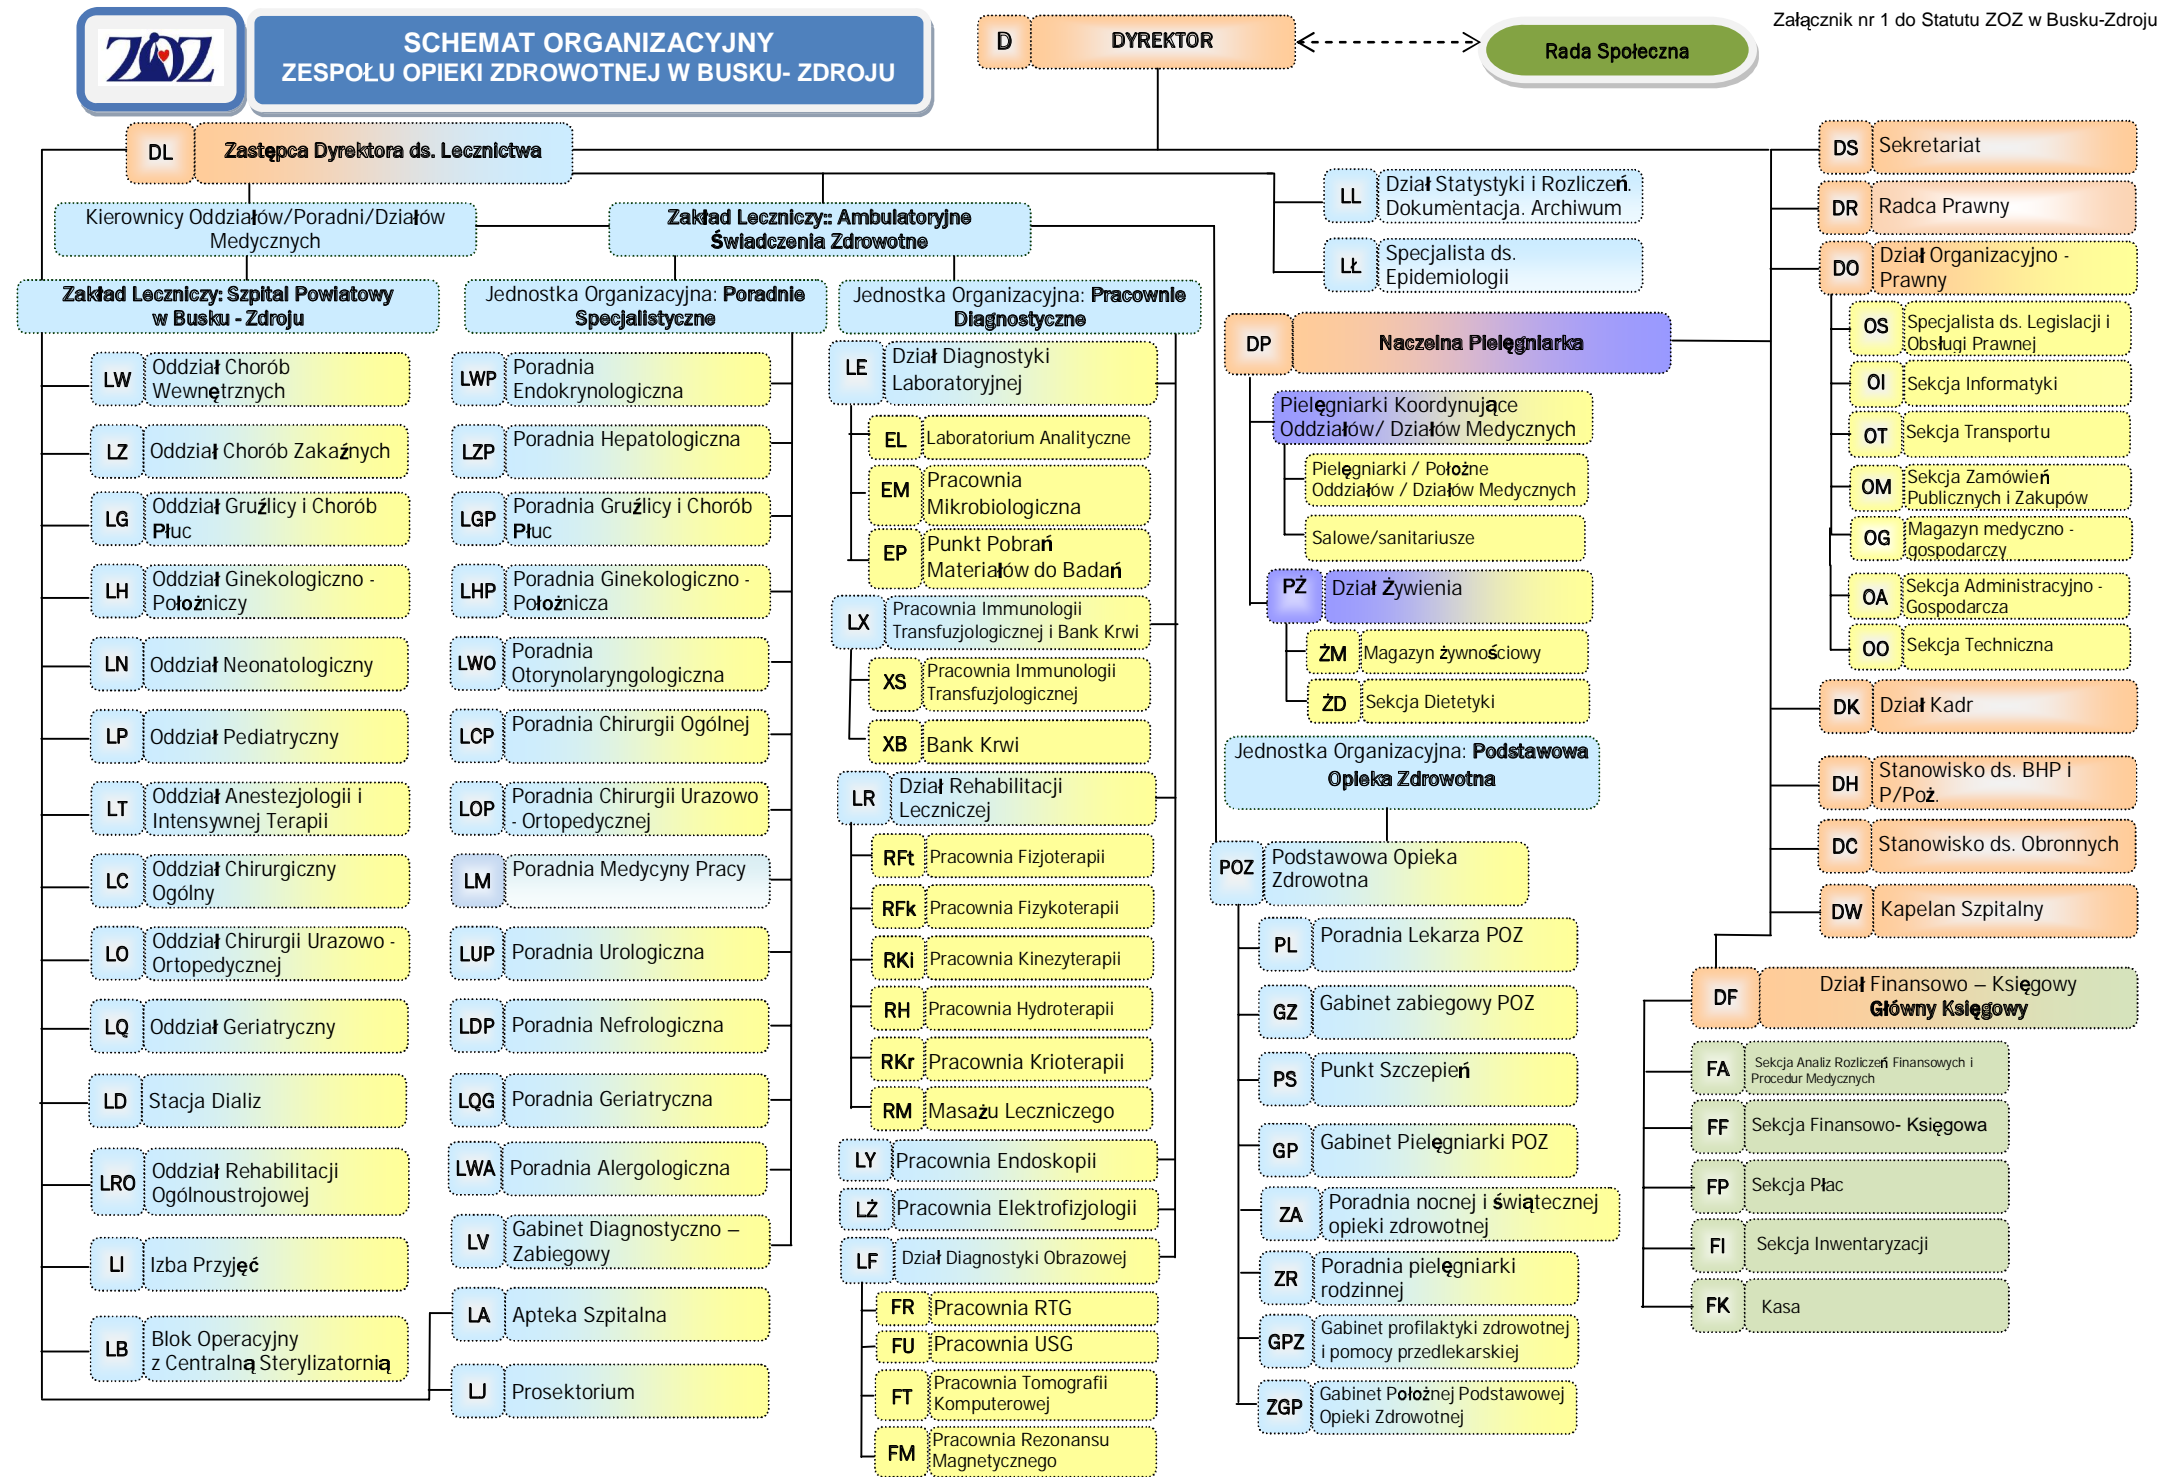 Załącznik nr 1 do Statutu ZOZ w Busku-Zdroju
ZOZ
SCHEMAT ORGANIZACYJNY
ZESPOŁU OPIEKI ZDROWOTNEJ W BUSKU- ZDROJU
D
DYREKTOR
Rada Społeczna
DL
Zastępca Dyrektora ds. Lecznictwa
Kierownicy Oddziałów/Poradni/Działów
Medycznych
Zakład Leczniczy:: Ambulatoryjne
Świadczenia Zdrowotne
Zakład Leczniczy: Szpital Powiatowy
w Busku - Zdroju
LW
Oddział Chorób
Wewnętrznych
LZ
Oddział Chorób Zakaźnych
LG
Oddział Gruźlicy i Chorób
Płuc
LH
Oddział Ginekologiczno -
Położniczy
LN
Oddział Neonatologiczny
LP
Oddział Pediatryczny
LT
Oddział Anestezjologii i
Intensywnej Terapii
LC
Oddział Chirurgiczny
Ogólny
LO
Oddział Chirurgii Urazowo -
Ortopedycznej
LQ
Oddział Geriatryczny
LD
Stacja Dializ
LRO
Oddział Rehabilitacji
Ogólnoustrojowej
LI
Izba Przyjęć
LB
Blok Operacyjny
z Centralną Sterylizatornią
Jednostka Organizacyjna: Poradnie
Specjalistyczne
LWP
Poradnia
Endokrynologiczna
LZP
Poradnia Hepatologiczna
LGP
Poradnia Gruźlicy i Chorób
Płuc
LHP
Poradnia Ginekologiczno -
Położnicza
LWO
Poradnia
Otorynolaryngologiczna
LCP
Poradnia Chirurgii Ogólnej
LOP
Poradnia Chirurgii Urazowo
- Ortopedycznej
LM
Poradnia Medycyny Pracy
LUP
Poradnia Urologiczna
LDP
Poradnia Nefrologiczna
LQG
Poradnia Geriatryczna
LWA
Poradnia Alergologiczna
LV
Gabinet Diagnostyczno –
Zabiegowy
LA
Apteka Szpitalna
LJ
Prosektorium
Jednostka Organizacyjna: Pracownie
Diagnostyczne
LE
Dział Diagnostyki
Laboratoryjnej
EL
Laboratorium Analityczne
EM
Pracownia
Mikrobiologiczna
EP
Punkt Pobrań
Materiałów do Badań
LX
Pracownia Immunologii
Transfuzjologicznej i Bank Krwi
XS
Pracownia Immunologii
Transfuzjologicznej
XB
Bank Krwi
LR
Dział Rehabilitacji
Leczniczej
RFt
Pracownia Fizjoterapii
RFk
Pracownia Fizykoterapii
RKi
Pracownia Kinezyterapii
RH
Pracownia Hydroterapii
RKr
Pracownia Krioterapii
RM
Masażu Leczniczego
LY
Pracownia Endoskopii
LŻ
Pracownia Elektrofizjologii
LF
Dział Diagnostyki Obrazowej
FR
Pracownia RTG
FU
Pracownia USG
FT
Pracownia Tomografii
Komputerowej
FM
Pracownia Rezonansu
Magnetycznego
LL
Dział Statystyki i Rozliczeń.
Dokumentacja. Archiwum
LŁ
Specjalista ds.
Epidemiologii
DP
Naczelna Pielęgniarka
Pielęgniarki Koordynujące
Oddziałów/ Działów Medycznych
Pielęgniarki / Położne
Oddziałów / Działów Medycznych
Salowe/sanitariusze
PŻ
Dział Żywienia
ŻM
Magazyn żywnościowy
ŻD
Sekcja Dietetyki
Jednostka Organizacyjna: Podstawowa
Opieka Zdrowotna
POZ
Podstawowa Opieka
Zdrowotna
PL
Poradnia Lekarza POZ
GZ
Gabinet zabiegowy POZ
PS
Punkt Szczepień
GP
Gabinet Pielęgniarki POZ
ZA
Poradnia nocnej i świątecznej
opieki zdrowotnej
ZR
Poradnia pielęgniarki
rodzinnej
GPZ
Gabinet profilaktyki zdrowotnej
i pomocy przedlekarskiej
ZGP
Gabinet Położnej Podstawowej
Opieki Zdrowotnej
DS
Sekretariat
DR
Radca Prawny
DO
Dział Organizacyjno -
Prawny
OS
Specjalista ds. Legislacji i
Obsługi Prawnej
OI
Sekcja Informatyki
OT
Sekcja Transportu
OM
Sekcja Zamówień
Publicznych i Zakupów
OG
Magazyn medyczno -
gospodarczy
OA
Sekcja Administracyjno -
Gospodarcza
OO
Sekcja Techniczna
DK
Dział Kadr
DH
Stanowisko ds. BHP i
P/Poż.
DC
Stanowisko ds. Obronnych
DW
Kapelan Szpitalny
DF
Dział Finansowo – Księgowy
Główny Księgowy
FA
Sekcja Analiz Rozliczeń Finansowych i
Procedur Medycznych
FF
Sekcja Finansowo- Księgowa
FP
Sekcja Płac
FI
Sekcja Inwentaryzacji
FK
Kasa